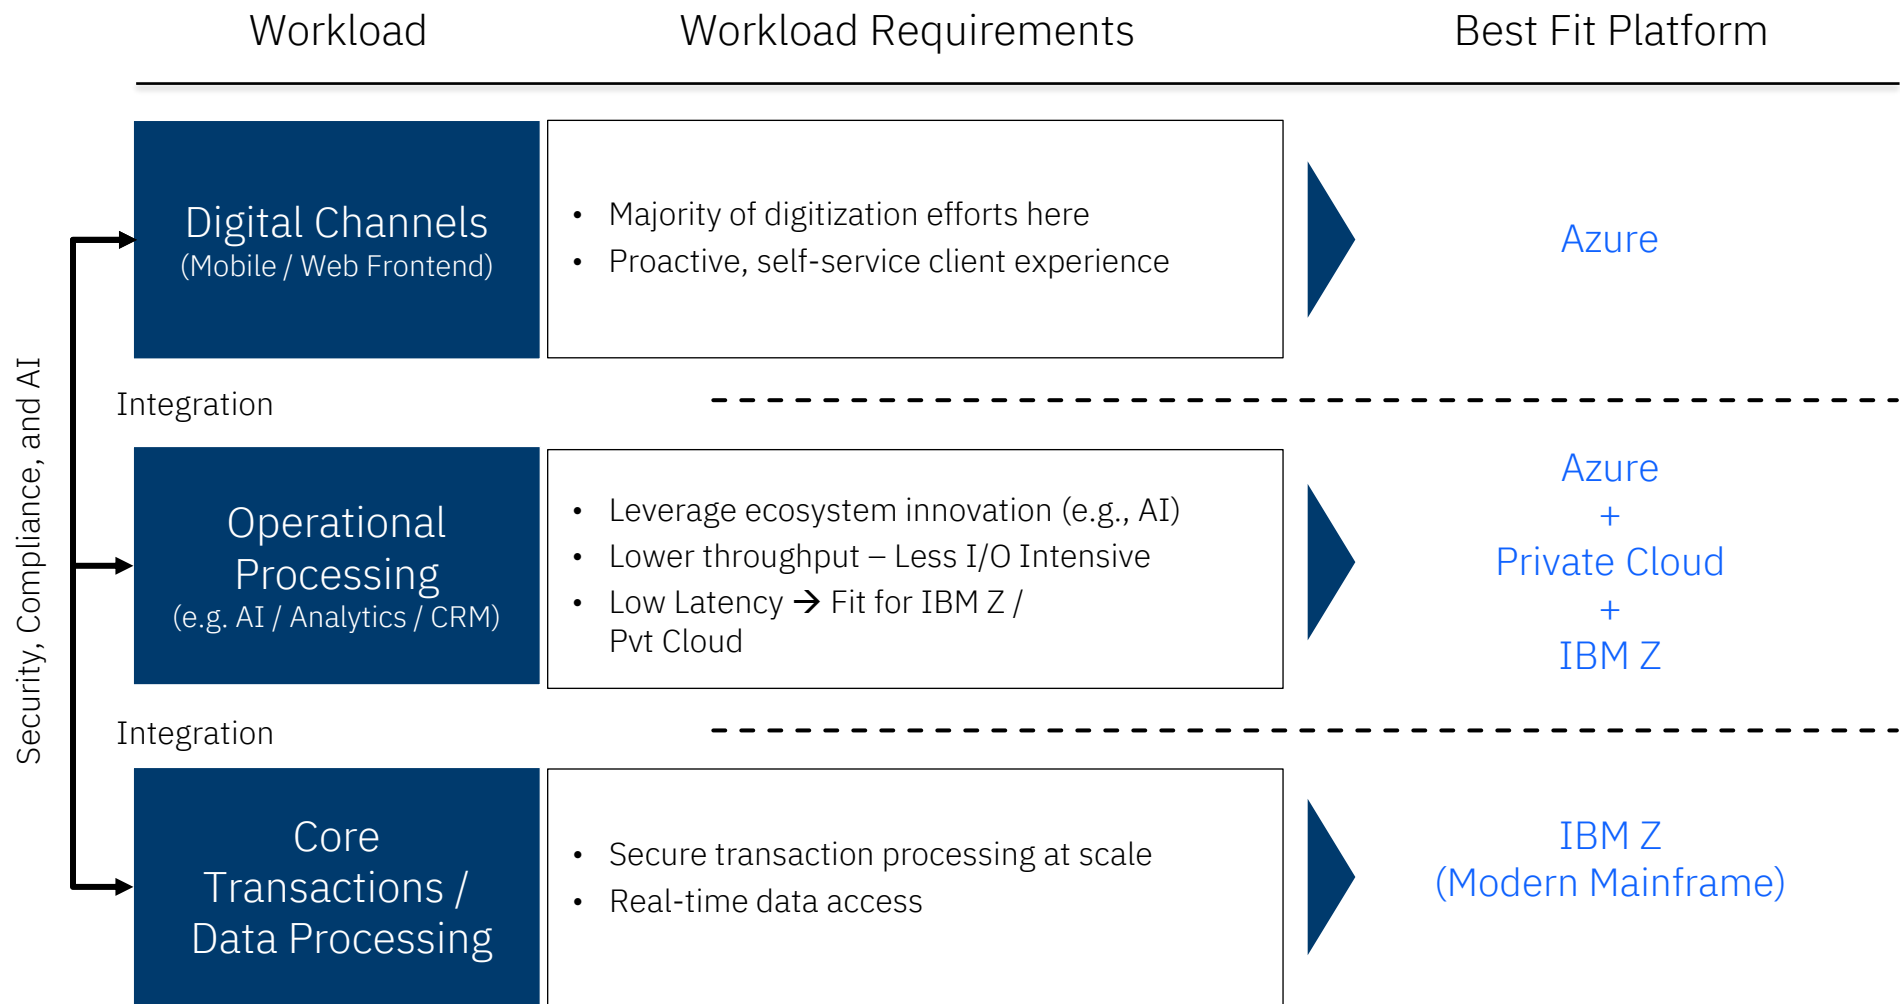 Workload
Workload Requirements
Best Fit Platform
Security, Compliance, and AI
Digital Channels
(Mobile / Web Frontend)
• Majority of digitization efforts here
• Proactive, self-service client experience
Azure
Integration
Operational
Processing
(e.g. AI / Analytics / CRM)
• Leverage ecosystem innovation (e.g., AI)
• Lower throughput – Less I/O Intensive
• Low Latency → Fit for IBM Z /
Pvt Cloud
Azure
+
Private Cloud
+
IBM Z
Integration
Core
Transactions /
Data Processing
• Secure transaction processing at scale
• Real-time data access
IBM Z
(Modern Mainframe)